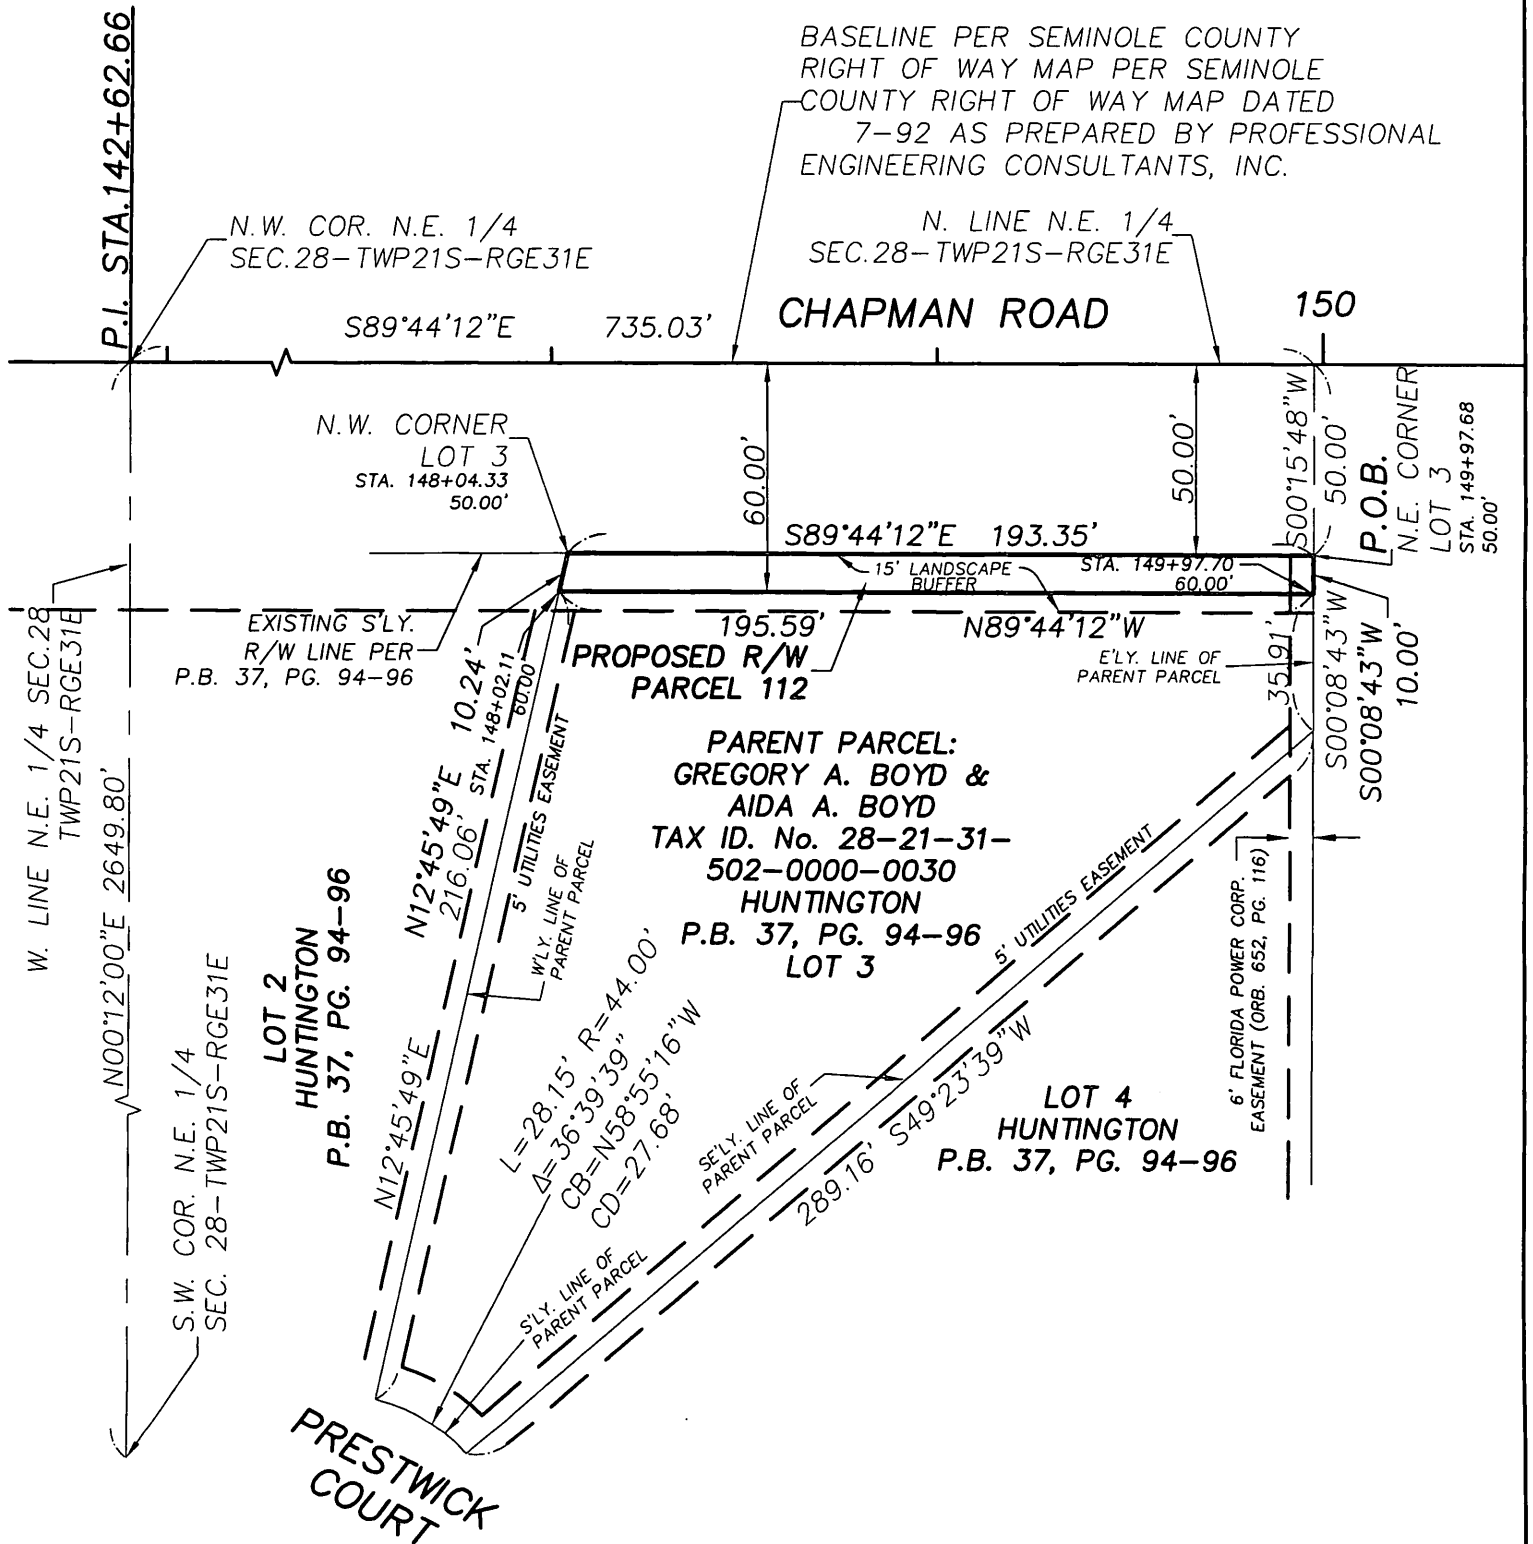 P.I. STA.142+62.66
BASELINE PER SEMINOLE COUNTY
RIGHT OF WAY MAP PER SEMINOLE
COUNTY RIGHT OF WAY MAP DATED
7-92 AS PREPARED BY PROFESSIONAL
ENGINEERING CONSULTANTS, INC.
N.W. COR. N.E. 1/4
SEC.28-TWP21S-RGE31E
N. LINE N.E. 1/4
SEC.28-TWP21S-RGE31E
CHAPMAN ROAD
150
S89°44'12"E 735.03'
N.W. CORNER
LOT 3
STA. 148+04.33
50.00'
60.00'
50.00'
S00°15'48"W
50.00'
P.O.B.
N.E. CORNER
LOT 3
STA. 149+97.68
50.00'
S89°44'12"E 193.35'
15' LANDSCAPE
BUFFER
STA. 149+97.70
60.00'
EXISTING S'LY.
R/W LINE PER
P.B. 37, PG. 94-96
195.59'
N89°44'12"W
PROPOSED R/W
PARCEL 112
E'LY. LINE OF
PARENT PARCEL
35.91'
S00°08'43"W
S00°08'43"W
10.00'
W. LINE N.E. 1/4 SEC.28
TWP21S-RGE31E
N00°12'00"E 2649.80'
10.24'
STA. 148+02.11
60.00'
N12°45'49"E
216.06'
5' UTILITIES EASEMENT
W'LY. LINE OF
PARENT PARCEL
PARENT PARCEL:
GREGORY A. BOYD &
AIDA A. BOYD
TAX ID. No. 28-21-31-
502-0000-0030
HUNTINGTON
P.B. 37, PG. 94-96
LOT 3
5' UTILITIES EASEMENT
6' FLORIDA POWER CORP.
EASEMENT (ORB. 652, PG. 116)
LOT 2
HUNTINGTON
P.B. 37, PG. 94-96
N12°45'49"E
L=28.15' R=44.00'
Δ=36°39'39"
CB=N58°55'16"W
CD=27.68'
SE'LY. LINE OF
PARENT PARCEL
289.16' S49°23'39"W
LOT 4
HUNTINGTON
P.B. 37, PG. 94-96
S.W. COR. N.E. 1/4
SEC. 28-TWP21S-RGE31E
S'LY. LINE OF
PARENT PARCEL
PRESTWICK
COURT